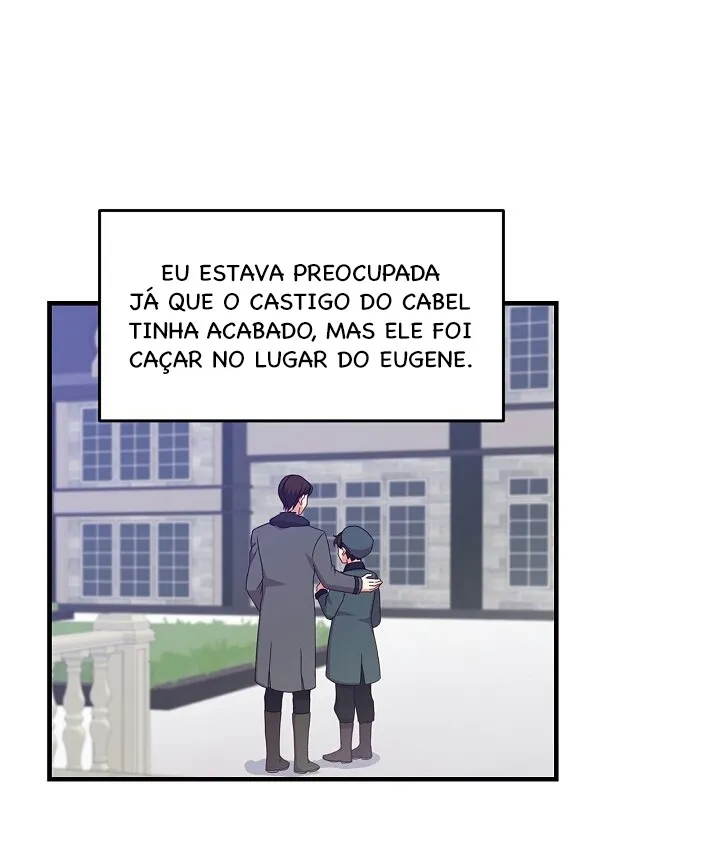 EU ESTAVA PREOCUPADA
JÁ QUE O CASTIGO DO CABEL
TINHA ACABADO, MAS ELE FOI
CAÇAR NO LUGAR DO EUGENE.